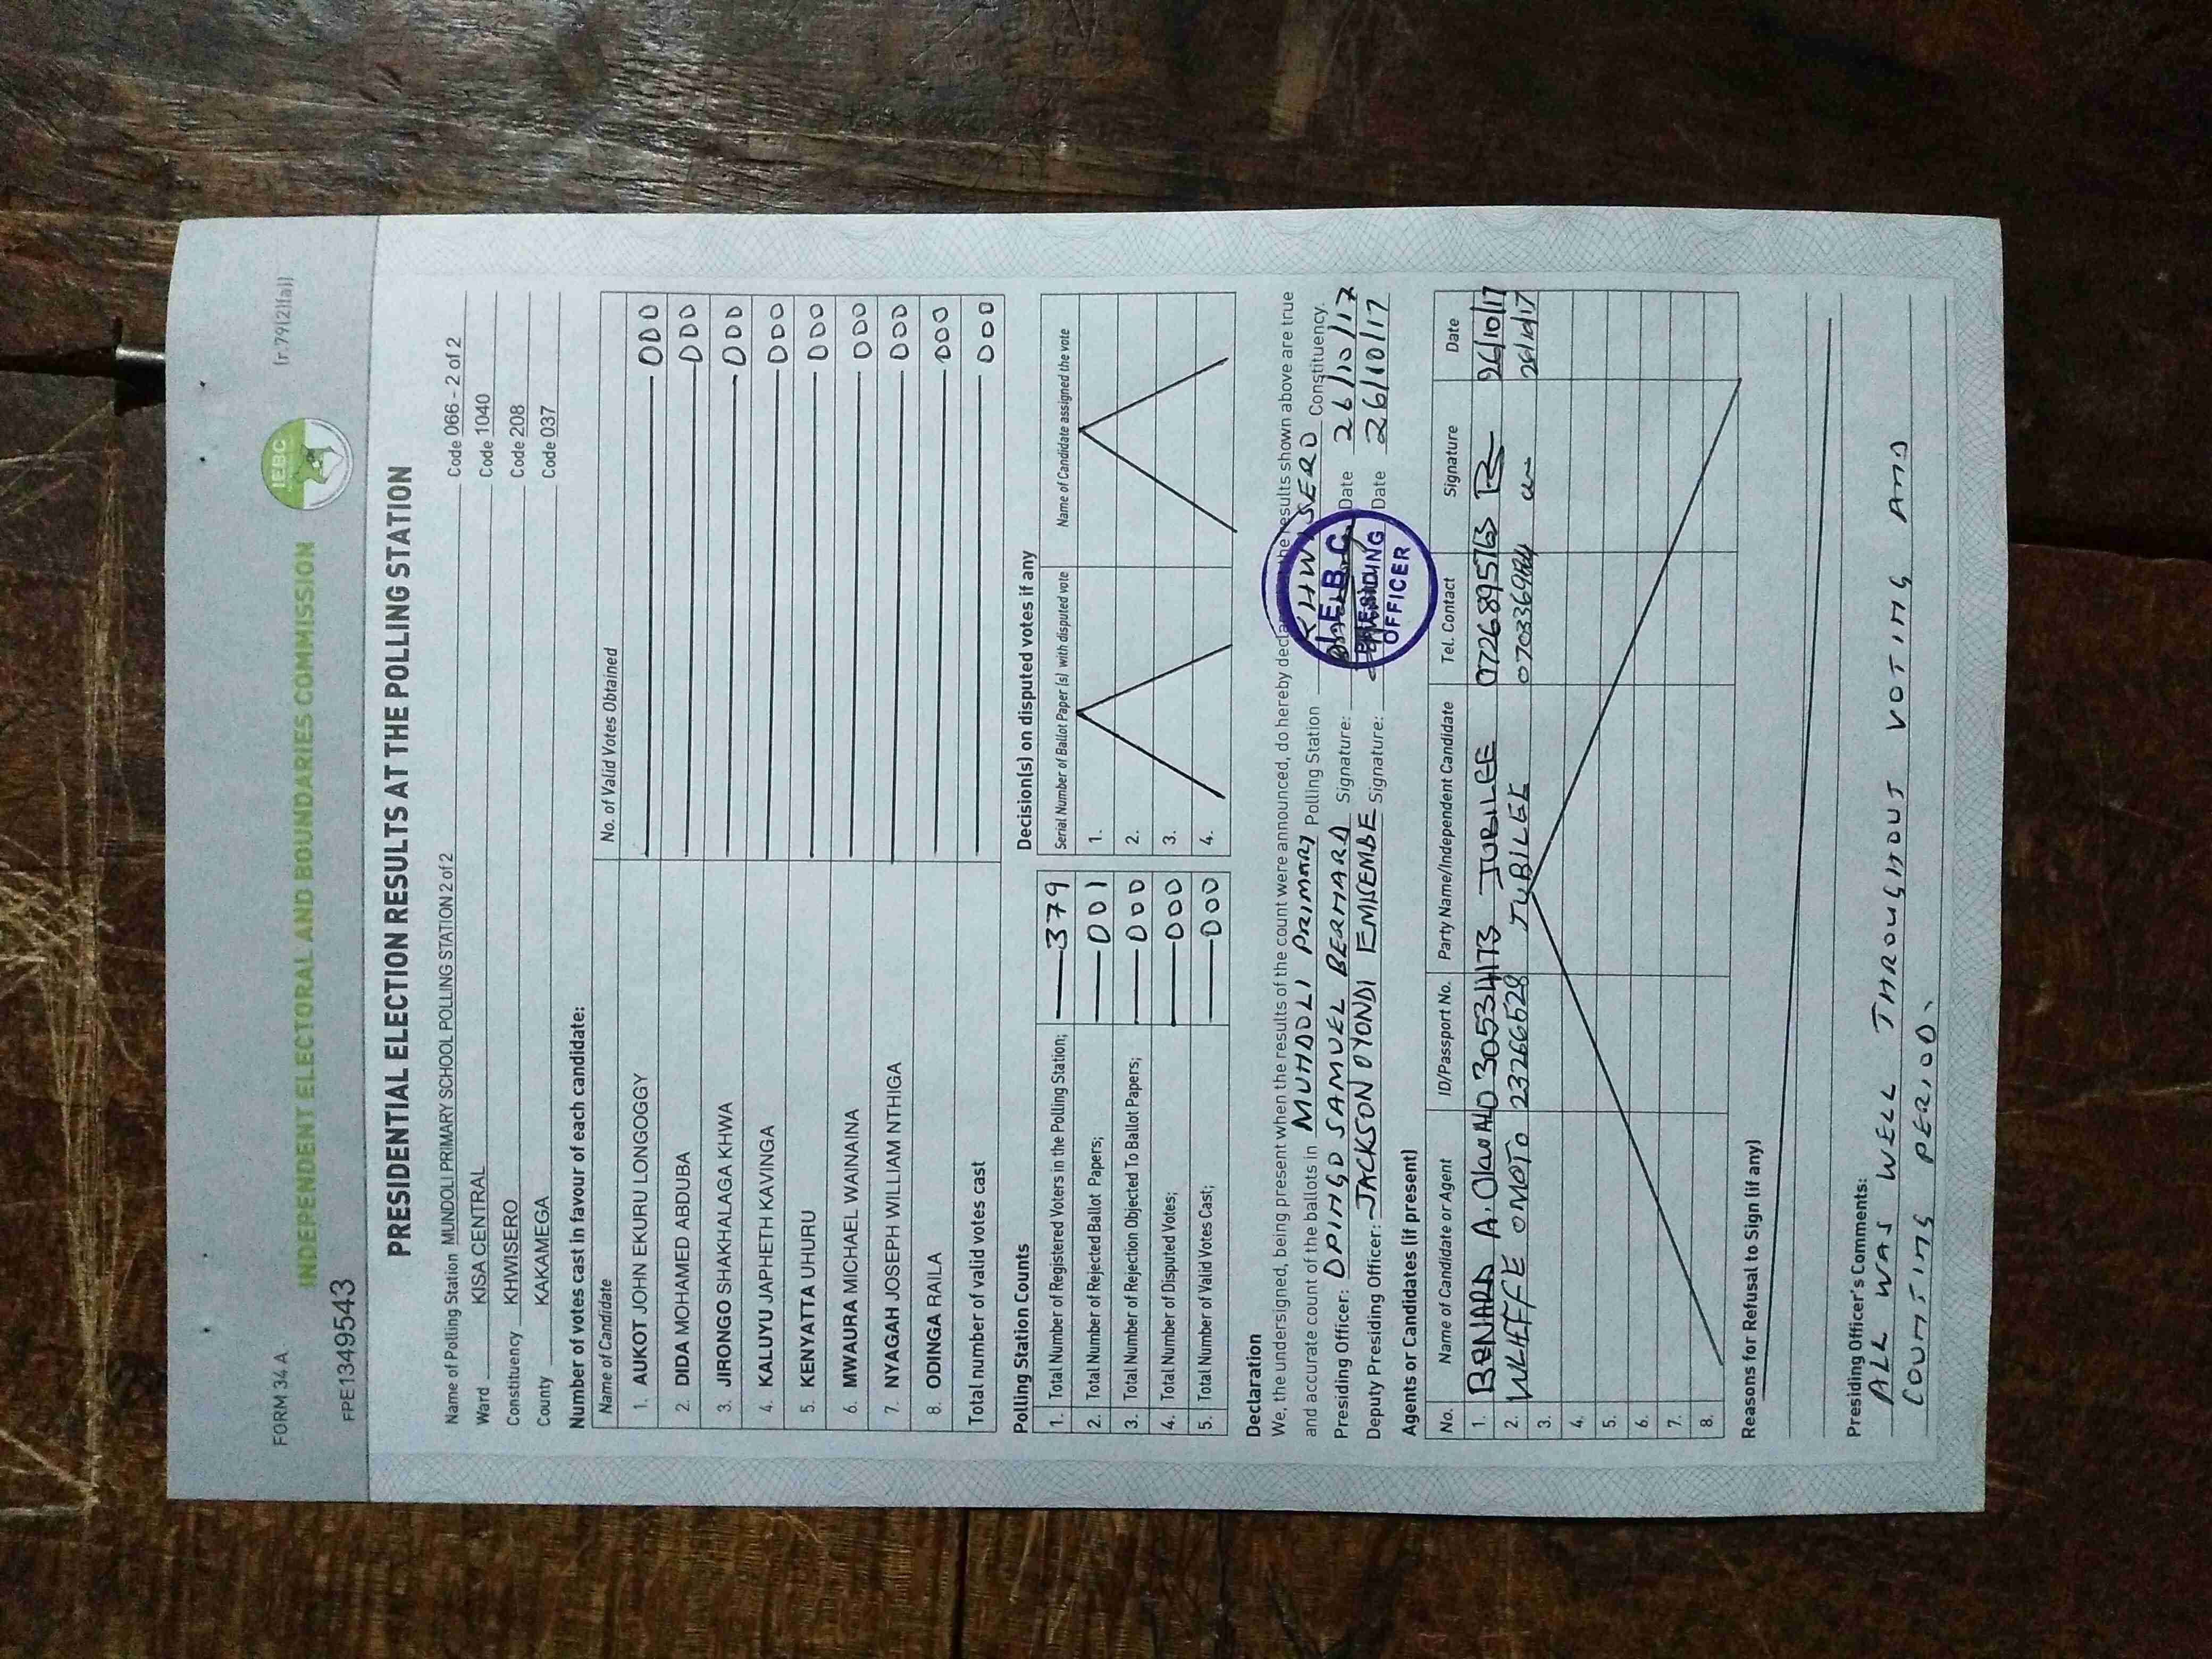 FORM 34 A
(r.79(2)(a))
INDEPENDENT ELECTORAL AND BOUNDARIES COMMISSION
IEBC
FPE1349543
PRESIDENTIAL ELECTION RESULTS AT THE POLLING STATION
Name of Polling Station MUNDOLI PRIMARY SCHOOL POLLING STATION 2 of 2 Code 066 - 2 of 2
Ward KISA CENTRAL Code 1040
Constituency KHWISERO Code 208
County KAKAMEGA Code 037
Number of votes cast in favour of each candidate:
Name of Candidate No. of Valid Votes Obtained
1. AUKOT JOHN EKURU LONGOGGY 000
2. DIDA MOHAMED ABDUBA 000
3. JIRONGO SHAKHALAGA KHWA 000
4. KALUYU JAPHETH KAVINGA 000
5. KENYATTA UHURU 000
6. MWAURA MICHAEL WAINAINA 000
7. NYAGAH JOSEPH WILLIAM NTHIGA 000
8. ODINGA RAILA 000
Total number of valid votes cast 000
Polling Station Counts
1. Total Number of Registered Voters in the Polling Station; 379
2. Total Number of Rejected Ballot Papers; 001
3. Total Number of Rejection Objected To Ballot Papers; 000
4. Total Number of Disputed Votes; 000
5. Total Number of Valid Votes Cast; 000
Decision(s) on disputed votes if any
Serial Number of Ballot Paper (s) with disputed vote Name of Candidate assigned the vote
1.
2.
3.
4.
Declaration
We, the undersigned, being present when the results of the count were announced, do hereby declare the results shown above are true
and accurate count of the ballots in MUNDOLI PRIMARY Polling Station KHWISERO Constituency.
Presiding Officer: OPINGO SAMUEL BERNARD Signature: Date 26/10/17
Deputy Presiding Officer: JACKSON OYONDI EMISEMBE Signature: Date 26/10/17
I.E.B.C
PRESIDING
OFFICER
Agents or Candidates (if present)
No. Name of Candidate or Agent ID/Passport No. Party Name/Independent Candidate Tel. Contact Signature Date
1. BENARD A. 30534173 JUBILEE 26/10/17
2. OMOTO 23266528 JUBILEE 26/10/17
3.
4.
5.
6.
7.
8.
Reasons for Refusal to Sign (if any)
Presiding Officer's Comments:
ALL WAS WELL THROUGHOUT VOTING AND
COUNTING PERIOD.